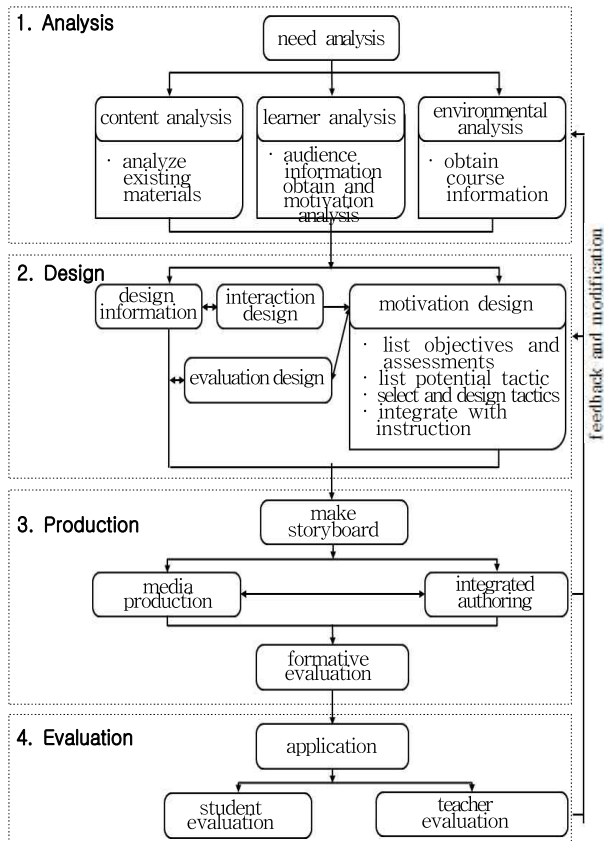 1. Analysis
need analysis
content analysis
· analyze
existing
materials
learner analysis
· audience
information
obtain and
motivation
analysis
environmental
analysis
· obtain
course
information
2. Design
design
information
interaction
design
evaluation design
motivation design
· list objectives and
assessments
· list potential tactic
· select and design tactics
· integrate with
instruction
3. Production
make
storyboard
media
production
integrated
authoring
formative
evaluation
4. Evaluation
application
student
evaluation
teacher
evaluation
feedback and modification